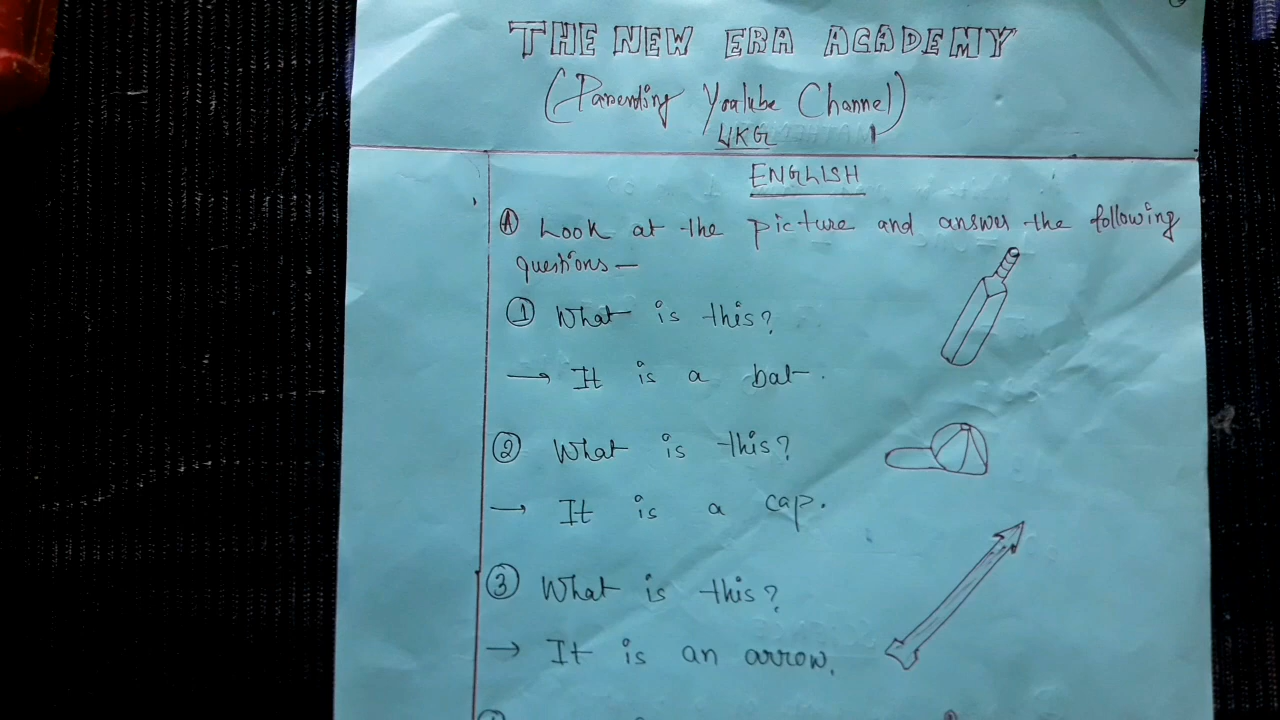 THE NEW ERA ACADEMY
(Parenting Youtube Channel)
UKG
ENGLISH
Ⓐ Look at the picture and answer the following
questions —
① What is this?
→ It is a bat.
② What is this?
→ It is a cap.
③ What is this?
→ It is an arrow.